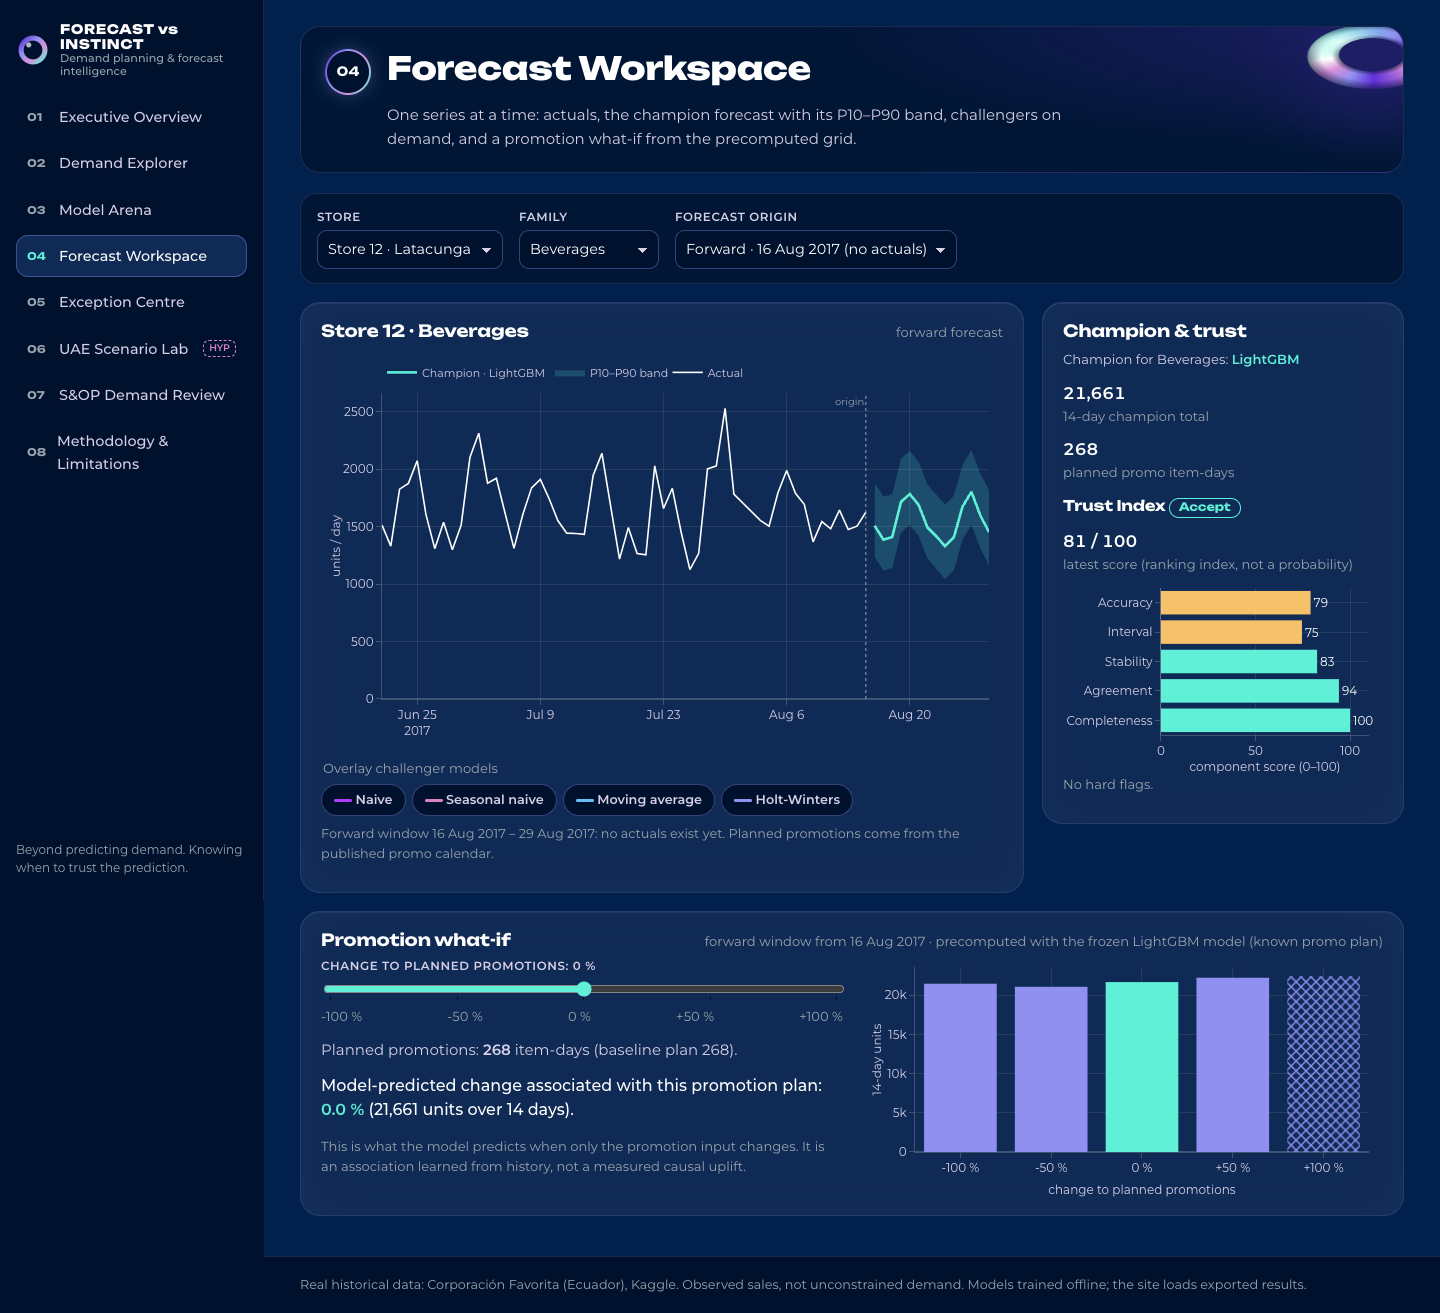 FORECAST vs
INSTINCT
Demand planning & forecast
intelligence
01 Executive Overview
02 Demand Explorer
03 Model Arena
04 Forecast Workspace
05 Exception Centre
06 UAE Scenario Lab HYP
07 S&OP Demand Review
08 Methodology &
Limitations
Beyond predicting demand. Knowing
when to trust the prediction.
04 Forecast Workspace
One series at a time: actuals, the champion forecast with its P10–P90 band, challengers on
demand, and a promotion what-if from the precomputed grid.
STORE FAMILY FORECAST ORIGIN
Store 12 · Latacunga Beverages Forward · 16 Aug 2017 (no actuals)
Store 12 · Beverages forward forecast
Champion · LightGBM P10–P90 band Actual
origin
2500
2000
1500
1000
500
0
units / day
Jun 25 Jul 9 Jul 23 Aug 6 Aug 20
2017
Overlay challenger models
Naive Seasonal naive Moving average Holt-Winters
Forward window 16 Aug 2017 – 29 Aug 2017: no actuals exist yet. Planned promotions come from the
published promo calendar.
Champion & trust
Champion for Beverages: LightGBM
21,661
14-day champion total
268
planned promo item-days
Trust Index Accept
81 / 100
latest score (ranking index, not a probability)
Accuracy 79
Interval 75
Stability 83
Agreement 94
Completeness 100
0 50 100
component score (0–100)
No hard flags.
Promotion what-if forward window from 16 Aug 2017 · precomputed with the frozen LightGBM model (known promo plan)
CHANGE TO PLANNED PROMOTIONS: 0 %
-100 % -50 % 0 % +50 % +100 %
Planned promotions: 268 item-days (baseline plan 268).
Model-predicted change associated with this promotion plan:
0.0 % (21,661 units over 14 days).
This is what the model predicts when only the promotion input changes. It is
an association learned from history, not a measured causal uplift.
20k
15k
10k
5k
0
14-day units
-100 % -50 % 0 % +50 % +100 %
change to planned promotions
Real historical data: Corporación Favorita (Ecuador), Kaggle. Observed sales, not unconstrained demand. Models trained offline; the site loads exported results.